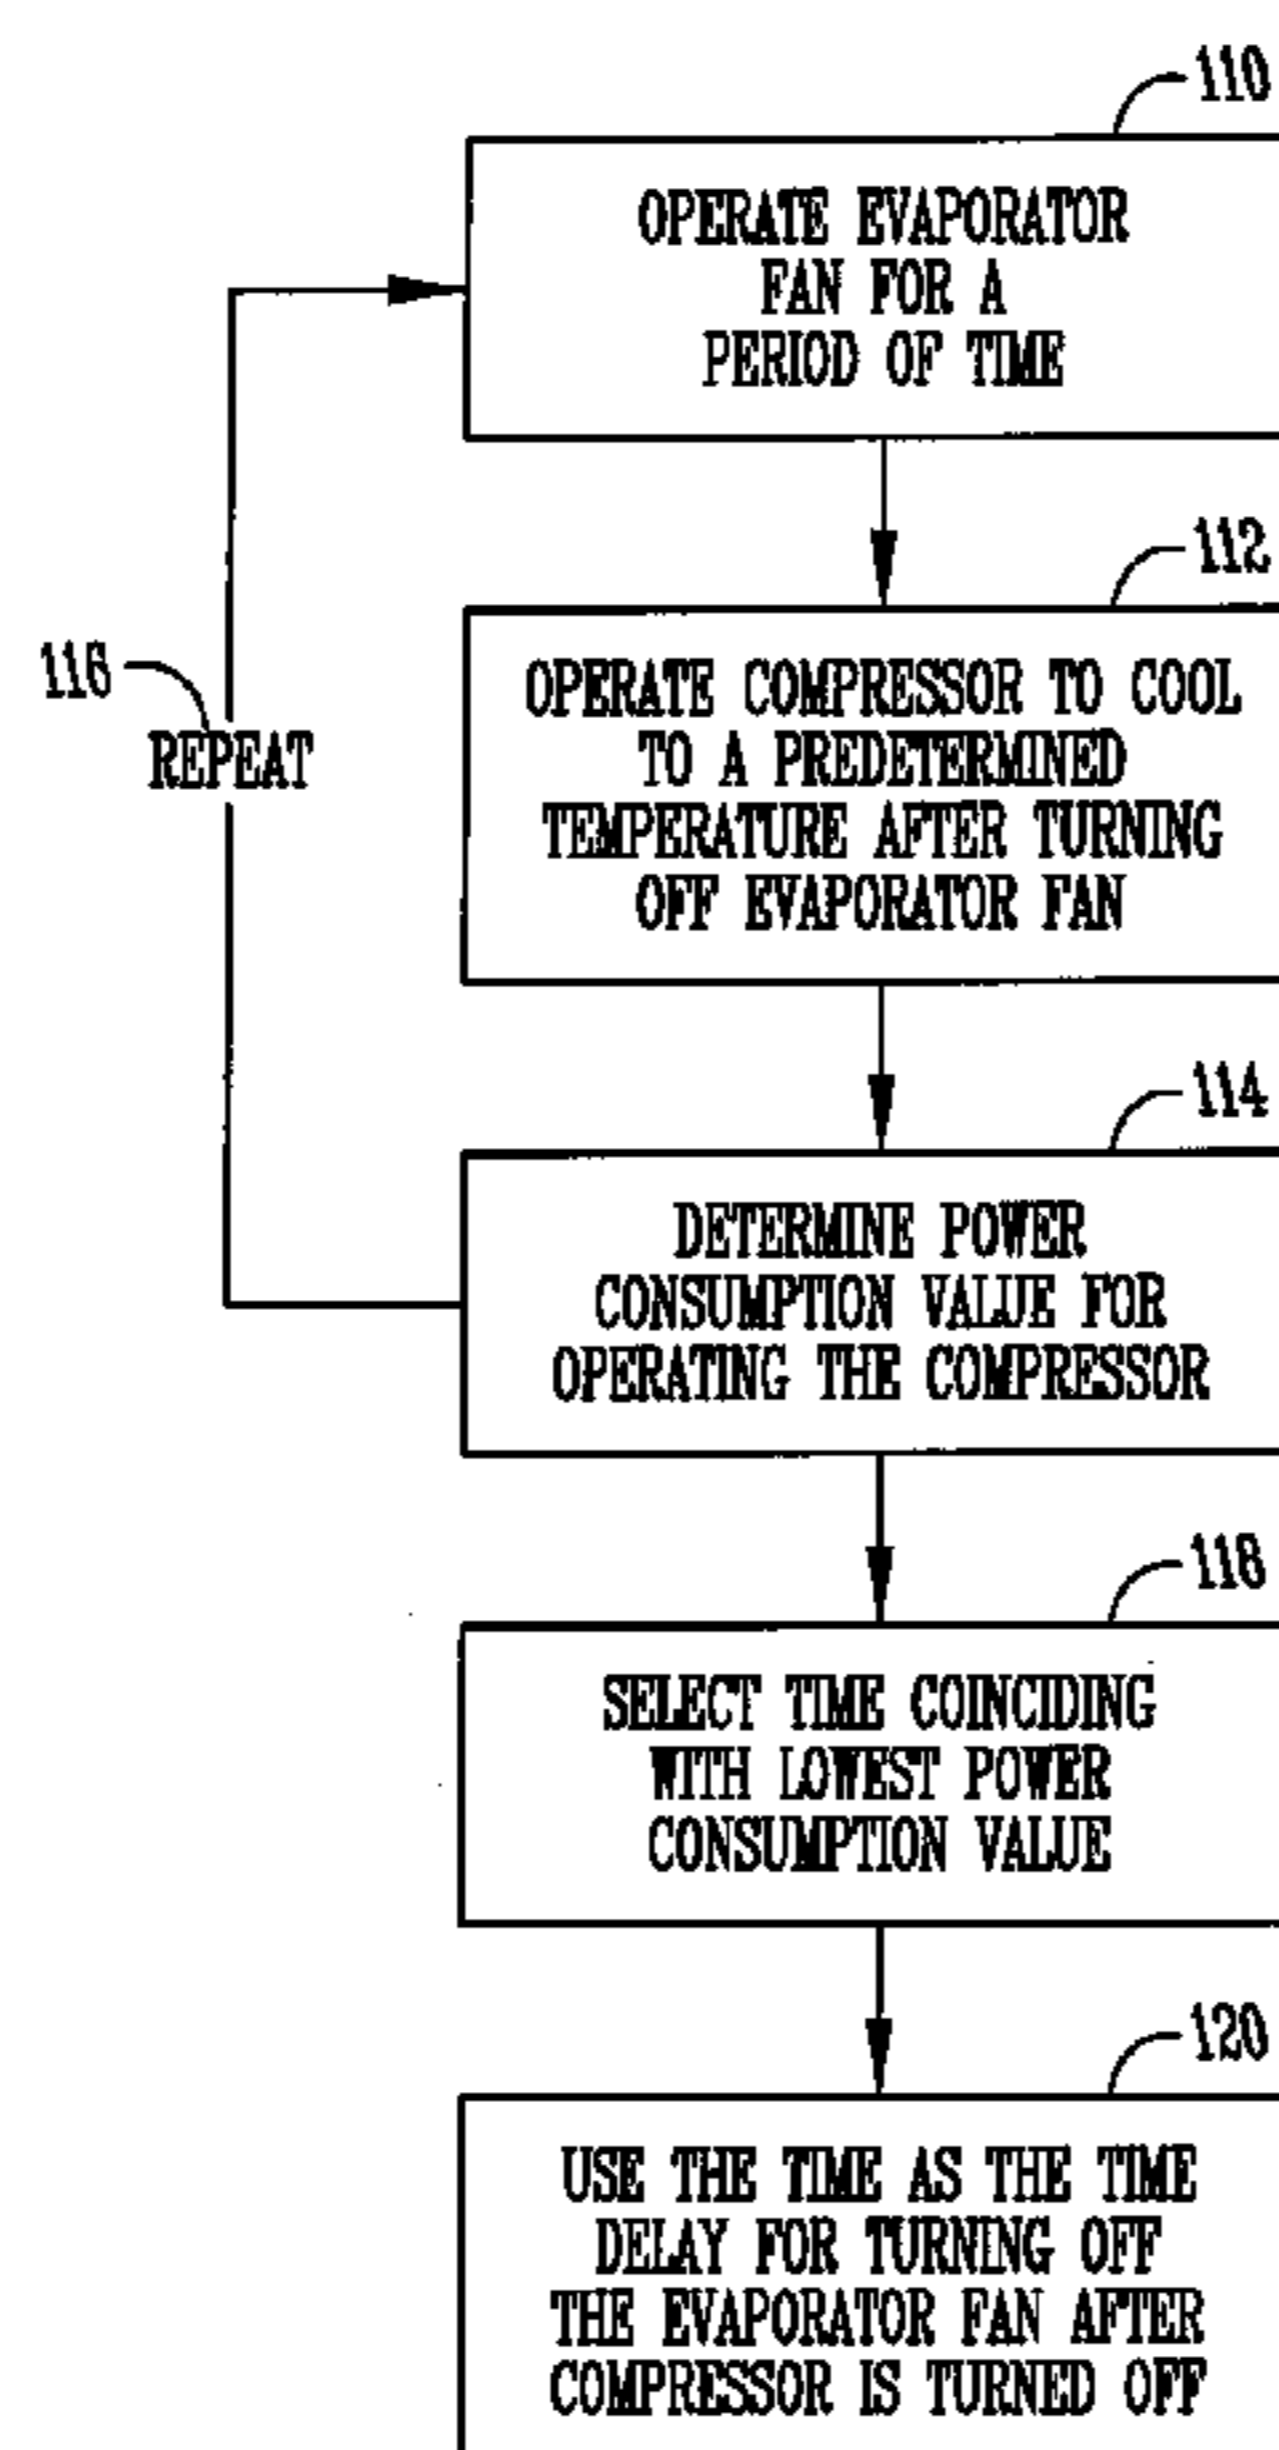 110
OPERATE EVAPORATOR
FAN FOR A
PERIOD OF TIME
112
OPERATE COMPRESSOR TO COOL
TO A PREDETERMINED
TEMPERATURE AFTER TURNING
OFF EVAPORATOR FAN
116
REPEAT
114
DETERMINE POWER
CONSUMPTION VALUE FOR
OPERATING THE COMPRESSOR
118
SELECT TIME COINCIDING
WITH LOWEST POWER
CONSUMPTION VALUE
120
USE THE TIME AS THE TIME
DELAY FOR TURNING OFF
THE EVAPORATOR FAN AFTER
COMPRESSOR IS TURNED OFF